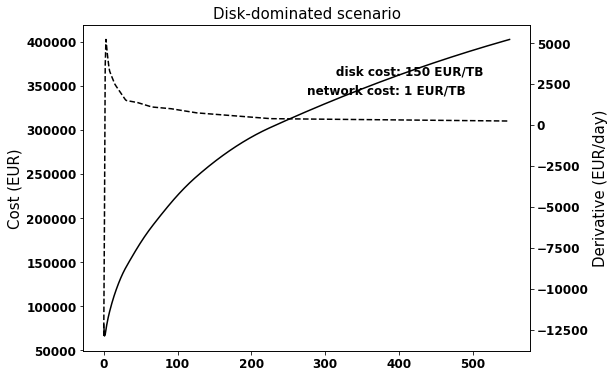 Disk-dominated scenario
400000
350000
300000
250000
200000
150000
100000
50000
Cost (EUR)
disk cost: 150 EUR/TB
network cost: 1 EUR/TB
5000
2500
0
−2500
−5000
−7500
−10000
−12500
Derivative (EUR/day)
0 100 200 300 400 500